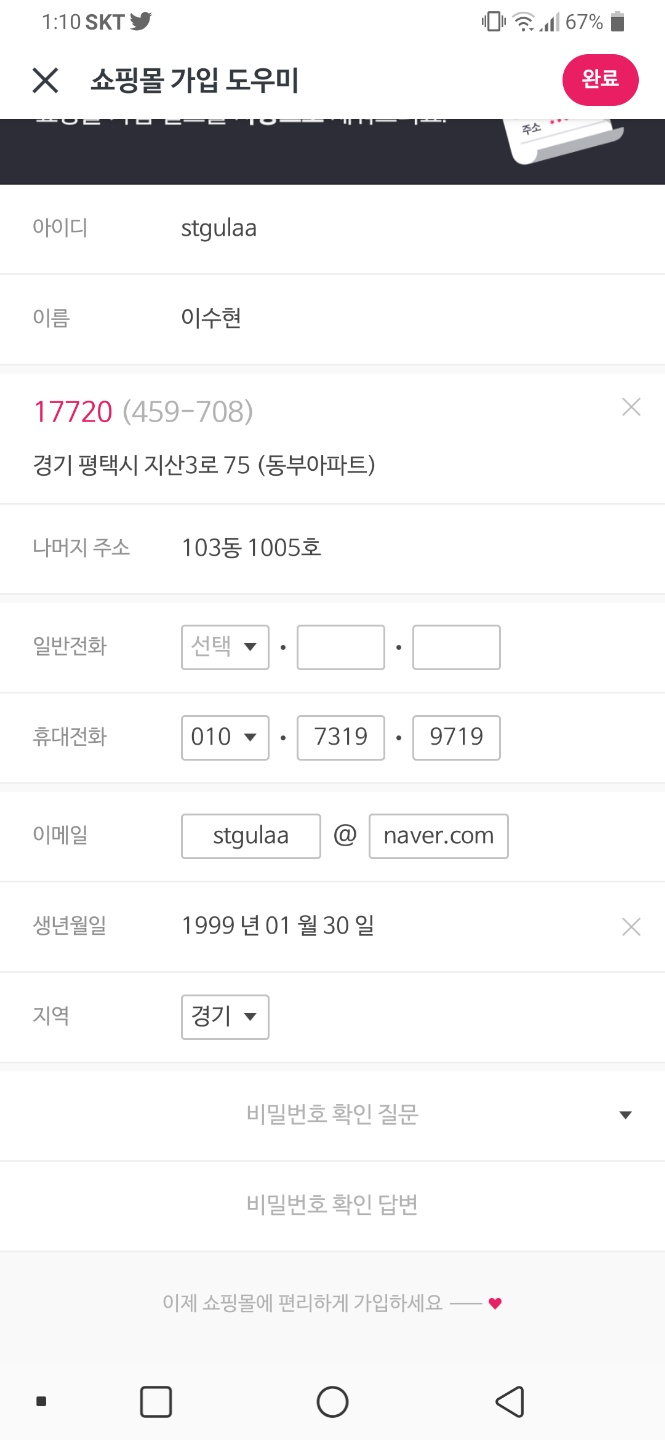 1:10 SKT 67%
쇼핑몰 가입 도우미 완료
주소
아이디 stgulaa
이름 이수현
17720 (459-708)
경기 평택시 지산3로 75 (동부아파트)
나머지 주소 103동 1005호
일반전화 선택 • •
휴대전화 010 • 7319 • 9719
이메일 stgulaa @ naver.com
생년월일 1999 년 01 월 30 일
지역 경기
비밀번호 확인 질문
비밀번호 확인 답변
이제 쇼핑몰에 편리하게 가입하세요